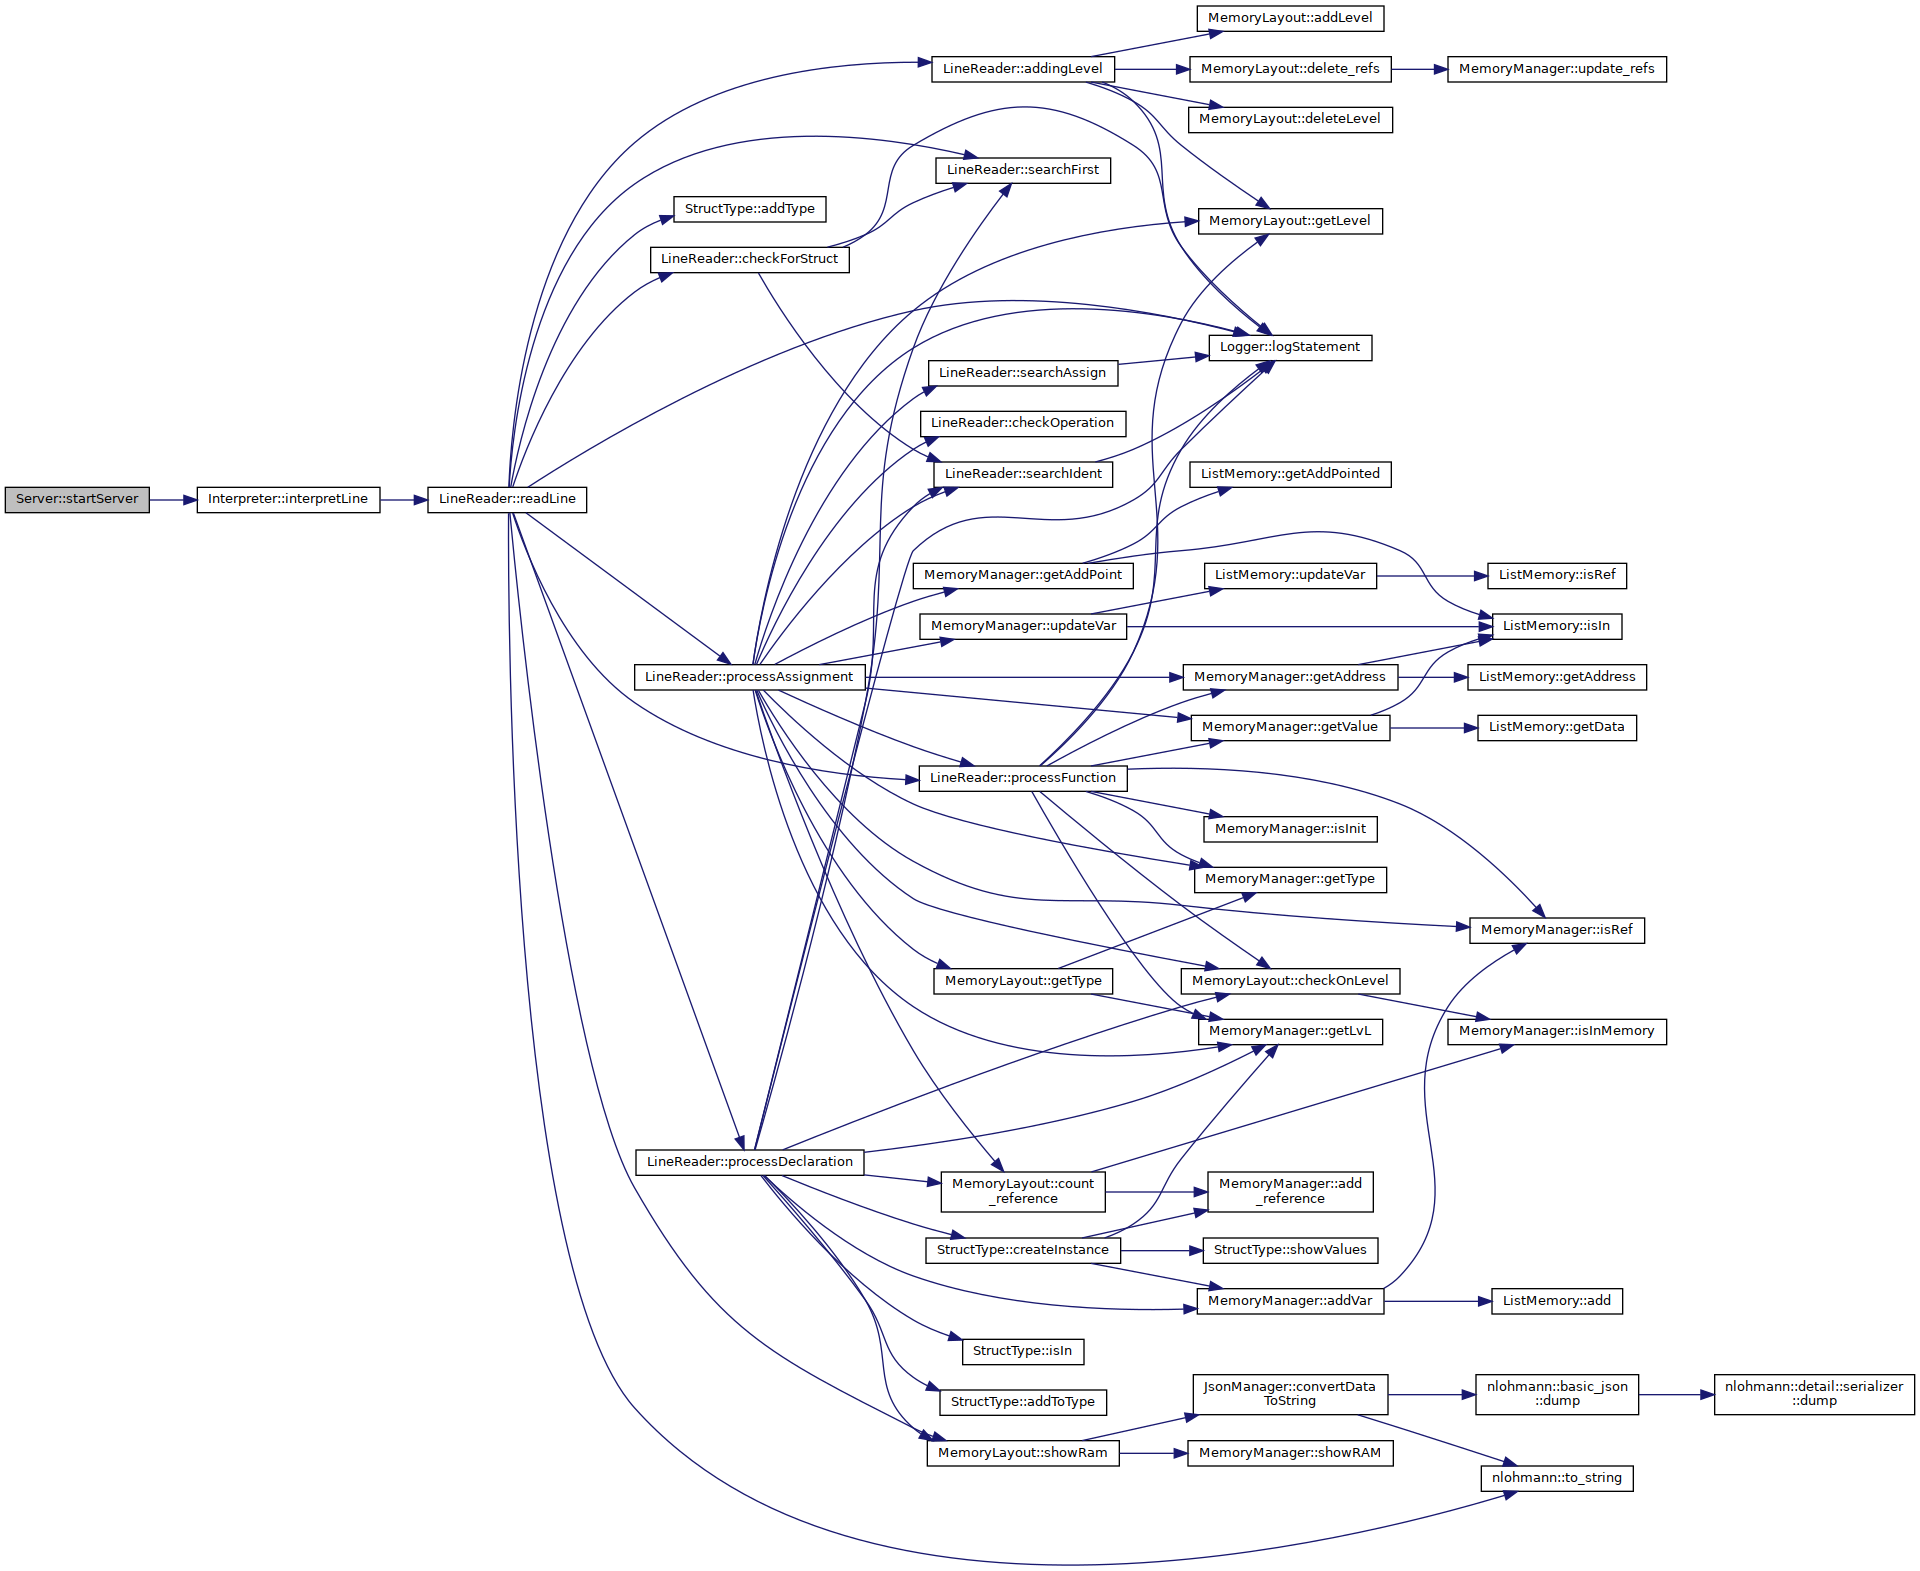 MemoryLayout::addLevel
LineReader::addingLevel
MemoryLayout::delete_refs
MemoryManager::update_refs
MemoryLayout::deleteLevel
LineReader::searchFirst
StructType::addType
MemoryLayout::getLevel
LineReader::checkForStruct
Logger::logStatement
LineReader::searchAssign
LineReader::checkOperation
LineReader::searchIdent
ListMemory::getAddPointed
Server::startServer
Interpreter::interpretLine
LineReader::readLine
MemoryManager::getAddPoint
ListMemory::updateVar
ListMemory::isRef
MemoryManager::updateVar
ListMemory::isIn
LineReader::processAssignment
MemoryManager::getAddress
ListMemory::getAddress
MemoryManager::getValue
ListMemory::getData
LineReader::processFunction
MemoryManager::isInit
MemoryManager::getType
MemoryManager::isRef
MemoryLayout::getType
MemoryLayout::checkOnLevel
MemoryManager::getLvL
MemoryManager::isInMemory
LineReader::processDeclaration
MemoryLayout::count
_reference
MemoryManager::add
_reference
StructType::createInstance
StructType::showValues
MemoryManager::addVar
ListMemory::add
StructType::isIn
StructType::addToType
JsonManager::convertData
ToString
nlohmann::basic_json
::dump
nlohmann::detail::serializer
::dump
MemoryLayout::showRam
MemoryManager::showRAM
nlohmann::to_string